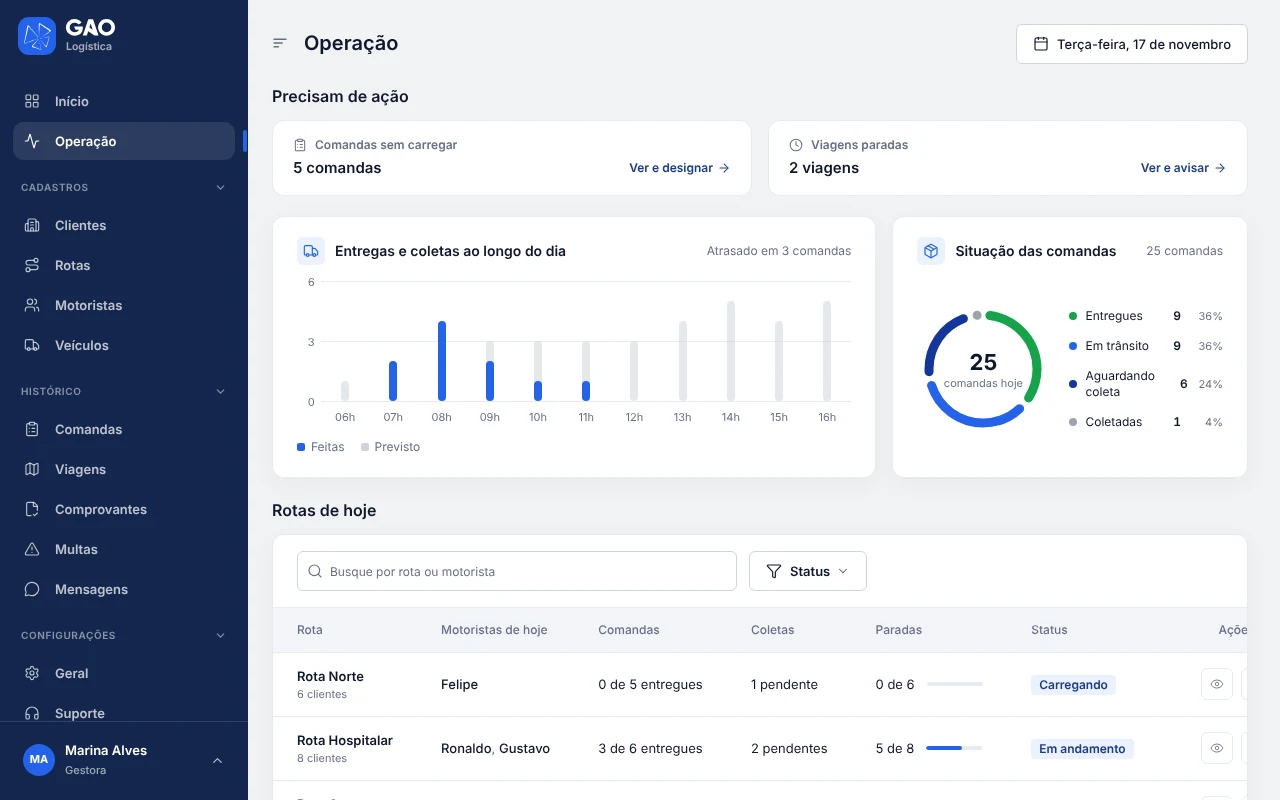 GAO
Logística
Início
Operação
CADASTROS
Clientes
Rotas
Motoristas
Veículos
HISTÓRICO
Comandas
Viagens
Comprovantes
Multas
Mensagens
CONFIGURAÇÕES
Geral
Suporte
MA
Marina Alves
Gestora
Operação
Terça-feira, 17 de novembro
Precisam de ação
Comandas sem carregar
5 comandas
Ver e designar
Viagens paradas
2 viagens
Ver e avisar
Entregas e coletas ao longo do dia
Atrasado em 3 comandas
6
3
0
06h 07h 08h 09h 10h 11h 12h 13h 14h 15h 16h
Feitas Previsto
Situação das comandas
25 comandas
25
comandas hoje
Entregues 9 36%
Em trânsito 9 36%
Aguardando
coleta
6 24%
Coletadas 1 4%
Rotas de hoje
Busque por rota ou motorista
Status
Rota Motoristas de hoje Comandas Coletas Paradas Status Açõe
Rota Norte
6 clientes
Felipe
0 de 5 entregues
1 pendente
0 de 6
Carregando
Rota Hospitalar
8 clientes
Ronaldo, Gustavo
3 de 6 entregues
2 pendentes
5 de 8
Em andamento